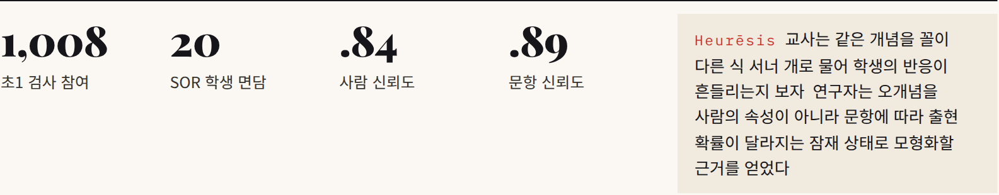 1,008
초1 검사 참여
20
SOR 학생 면담
.84
사람 신뢰도
.89
문항 신뢰도
Heurēsis 교사는 같은 개념을 꼴이
다른 식 서너 개로 물어 학생의 반응이
흔들리는지 보자 연구자는 오개념을
사람의 속성이 아니라 문항에 따라 출현
확률이 달라지는 잠재 상태로 모형화할
근거를 얻었다